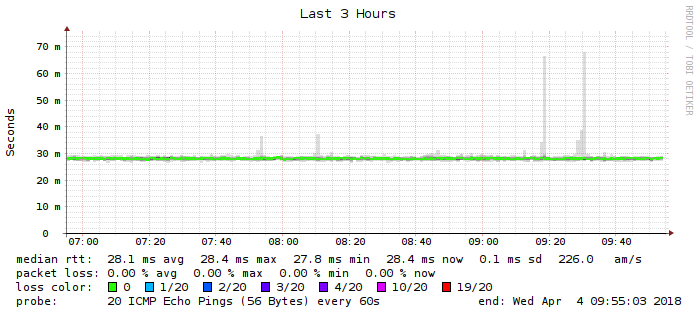 Last 3 Hours
RRDTOOL / TOBI OETIKER
Seconds
70 m
60 m
50 m
40 m
30 m
20 m
10 m
0
07:00 07:20 07:40 08:00 08:20 08:40 09:00 09:20 09:40
median rtt: 28.1 ms avg 28.4 ms max 27.8 ms min 28.4 ms now 0.1 ms sd 226.0 am/s
packet loss: 0.00 % avg 0.00 % max 0.00 % min 0.00 % now
loss color: 0 1/20 2/20 3/20 4/20 10/20 19/20
probe: 20 ICMP Echo Pings (56 Bytes) every 60s end: Wed Apr 4 09:55:03 2018